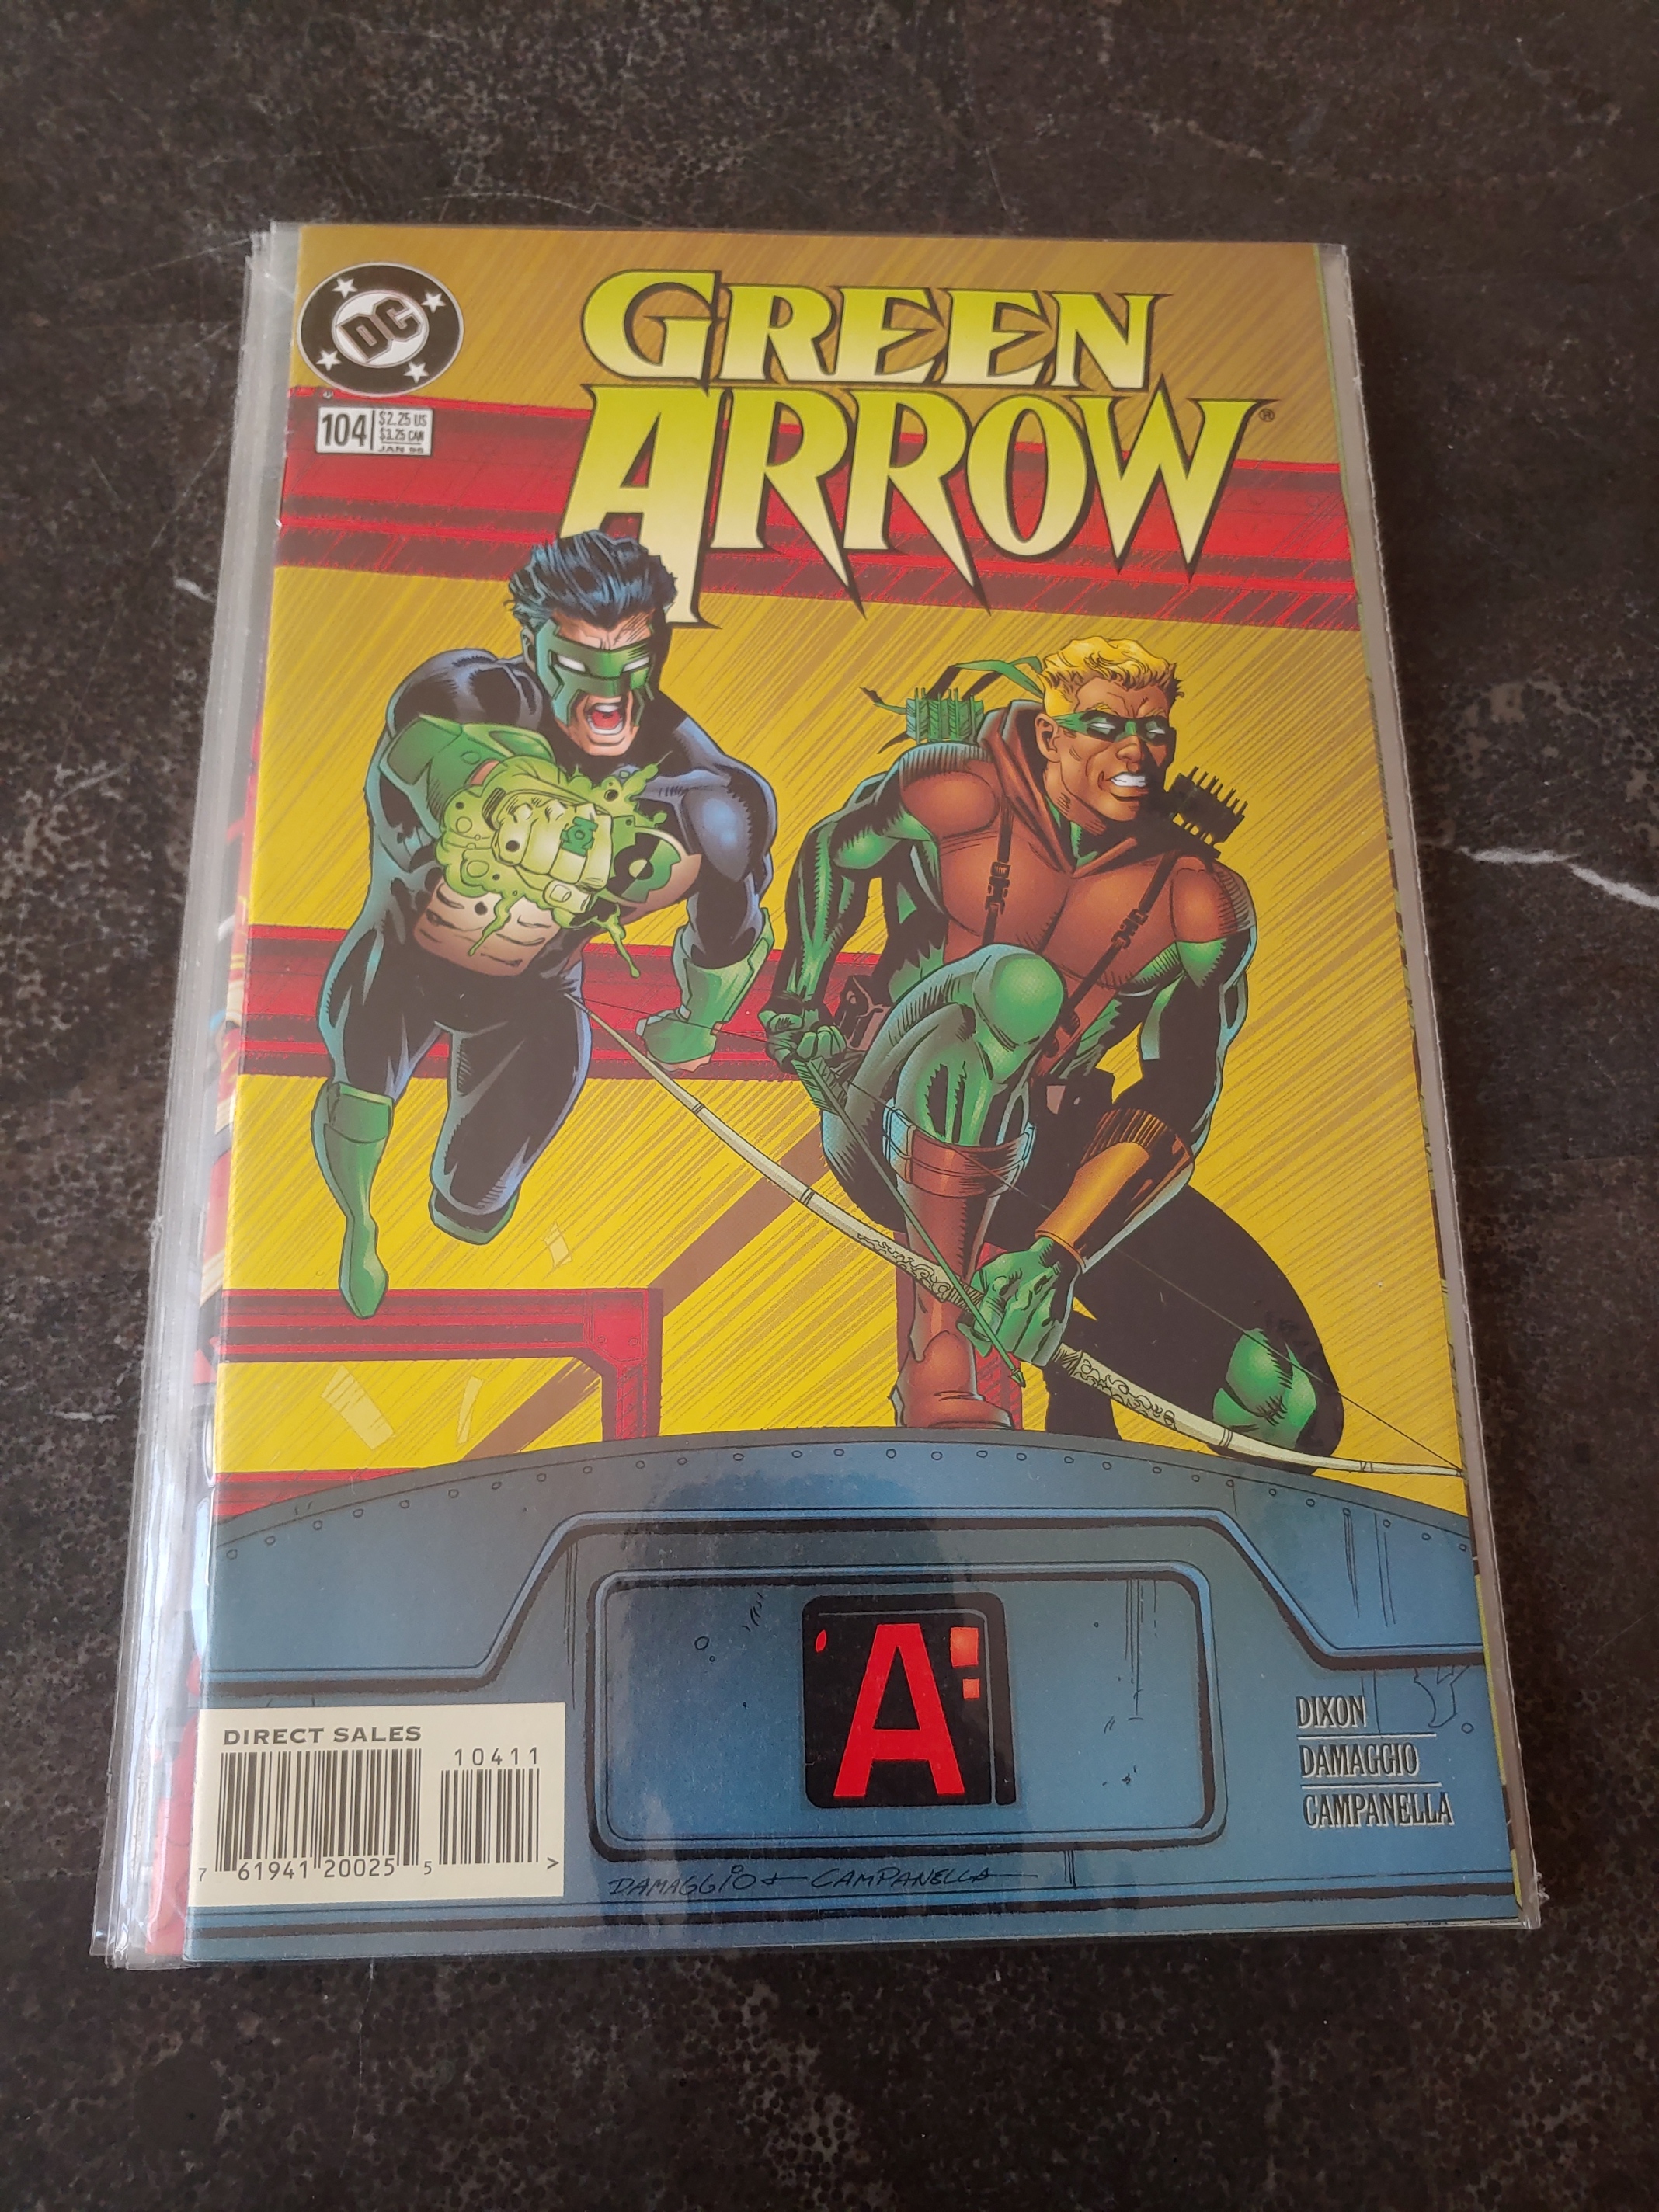 DC
GREEN
ARROW®
104
$2.25 US
$3.25 CAN
JAN 96
A
DIRECT SALES
10411
7 61941 20025 5 >
DIXON
DAMAGGIO
CAMPANELLA
DAMAGGIO + CAMPANELLA